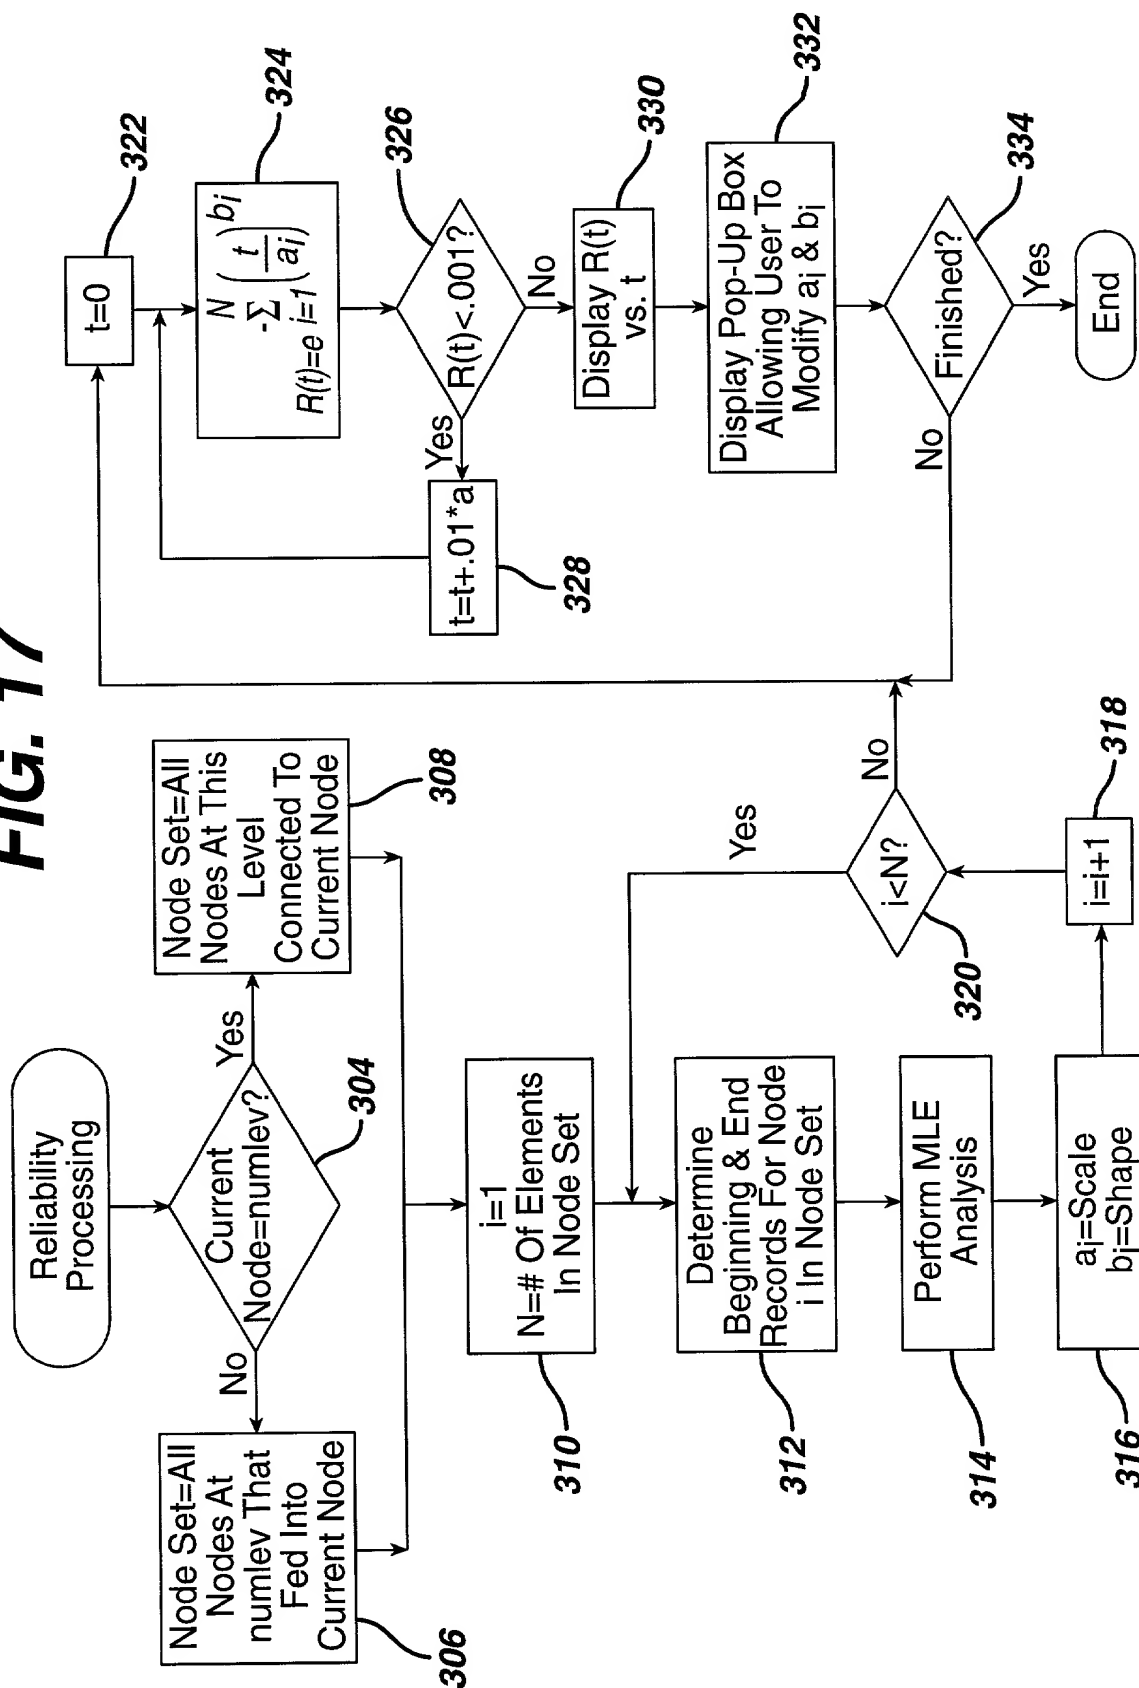 FIG. 17
Reliability
Processing
Current
Node=numlev?
304
No
Yes
Node Set=All
Nodes At
numlev That
Fed Into
Current Node
306
Node Set=All
Nodes At This
Level
Connected To
Current Node
308
i=1
N=# Of Elements
In Node Set
310
Determine
Beginning & End
Records For Node
i In Node Set
312
Perform MLE
Analysis
314
ai=Scale
bi=Shape
316
i=i+1
318
i<N?
320
Yes
No
t=0
322
R(t)=e -Σ N i=1 (t/ai) bi
324
R(t)<.001?
326
Yes
No
t=t+.01*a
328
Display R(t)
vs. t
330
Display Pop-Up Box
Allowing User To
Modify ai & bi
332
Finished?
334
No
Yes
End